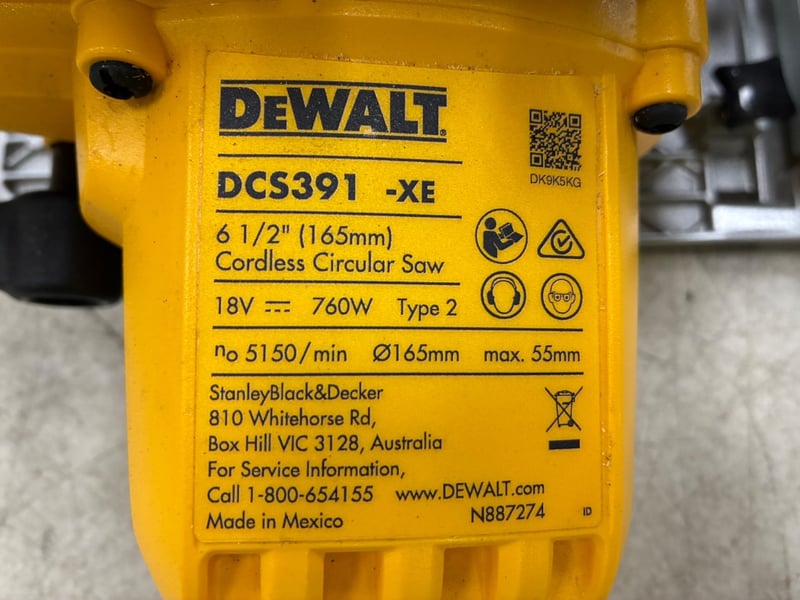 DEWALT
DK9K5KG
DCS391 -XE
6 1/2" (165mm)
Cordless Circular Saw
18V 760W Type 2
no 5150/min Ø165mm max. 55mm
StanleyBlack&Decker
810 Whitehorse Rd,
Box Hill VIC 3128, Australia
For Service Information,
Call 1-800-654155 www.DEWALT.com
Made in Mexico N887274 ID